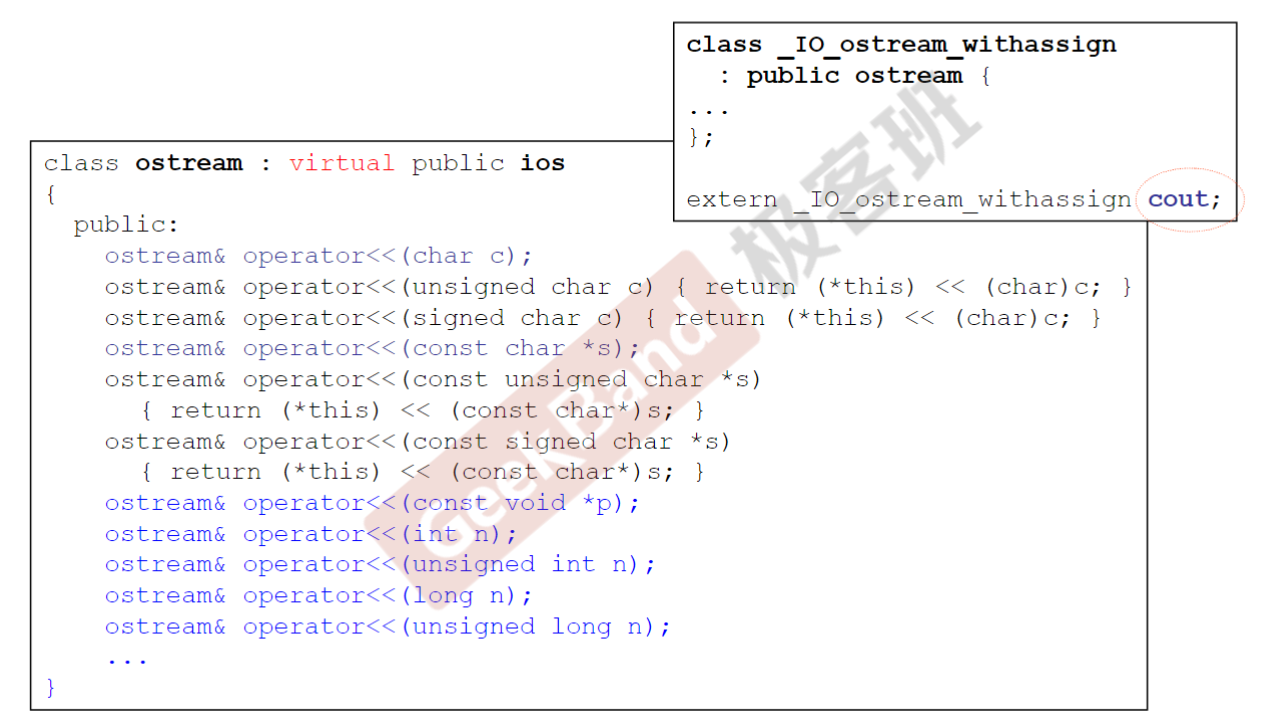 class _IO_ostream_withassign
  : public ostream {
...
};
extern _IO_ostream_withassign cout;
class ostream : virtual public ios
{
  public:
    ostream& operator<<(char c);
    ostream& operator<<(unsigned char c) { return (*this) << (char)c; }
    ostream& operator<<(signed char c) { return (*this) << (char)c; }
    ostream& operator<<(const char *s);
    ostream& operator<<(const unsigned char *s)
      { return (*this) << (const char*)s; }
    ostream& operator<<(const signed char *s)
      { return (*this) << (const char*)s; }
    ostream& operator<<(const void *p);
    ostream& operator<<(int n);
    ostream& operator<<(unsigned int n);
    ostream& operator<<(long n);
    ostream& operator<<(unsigned long n);
    ...
}
GeekBand 极客班